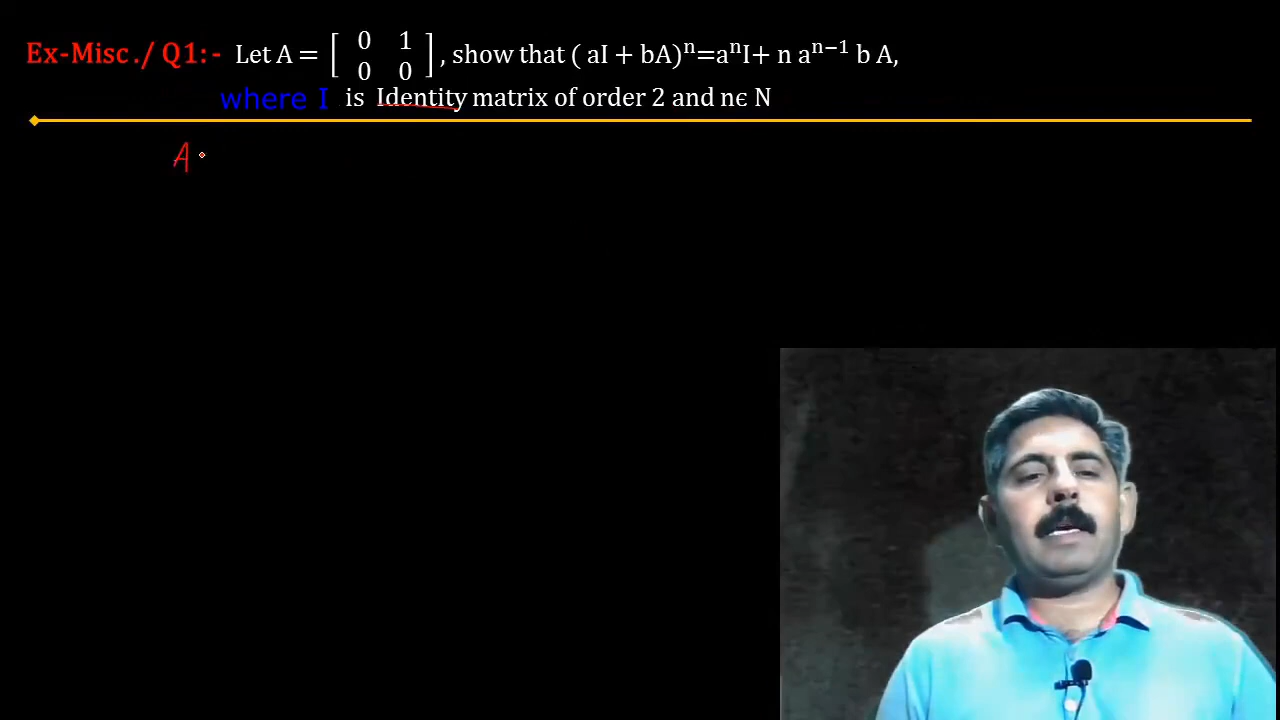 Ex-Misc./ Q1:- Let A = [ 0 1 0 0 ], show that ( aI + bA)ⁿ=aⁿI+ n aⁿ⁻¹ b A,
where I is Identity matrix of order 2 and nϵ N
A